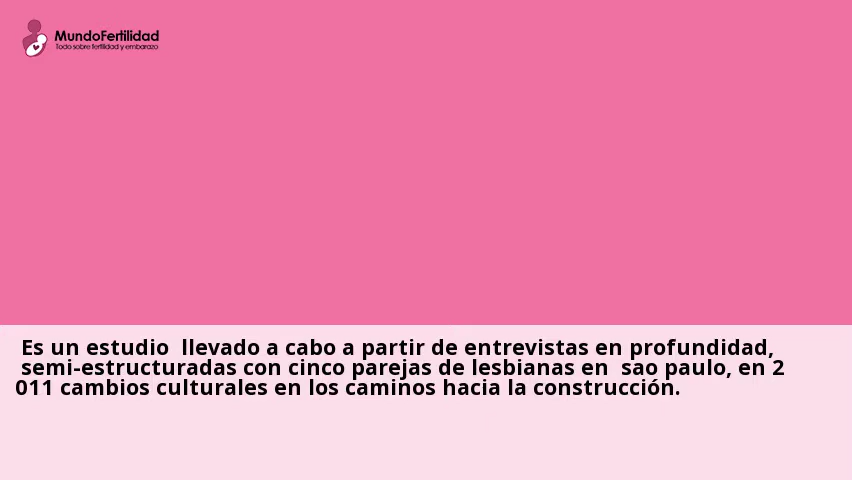 MundoFertilidad
Todo sobre fertilidad y embarazo
Es un estudio llevado a cabo a partir de entrevistas en profundidad,
semi-estructuradas con cinco parejas de lesbianas en sao paulo, en 2
011 cambios culturales en los caminos hacia la construcción.